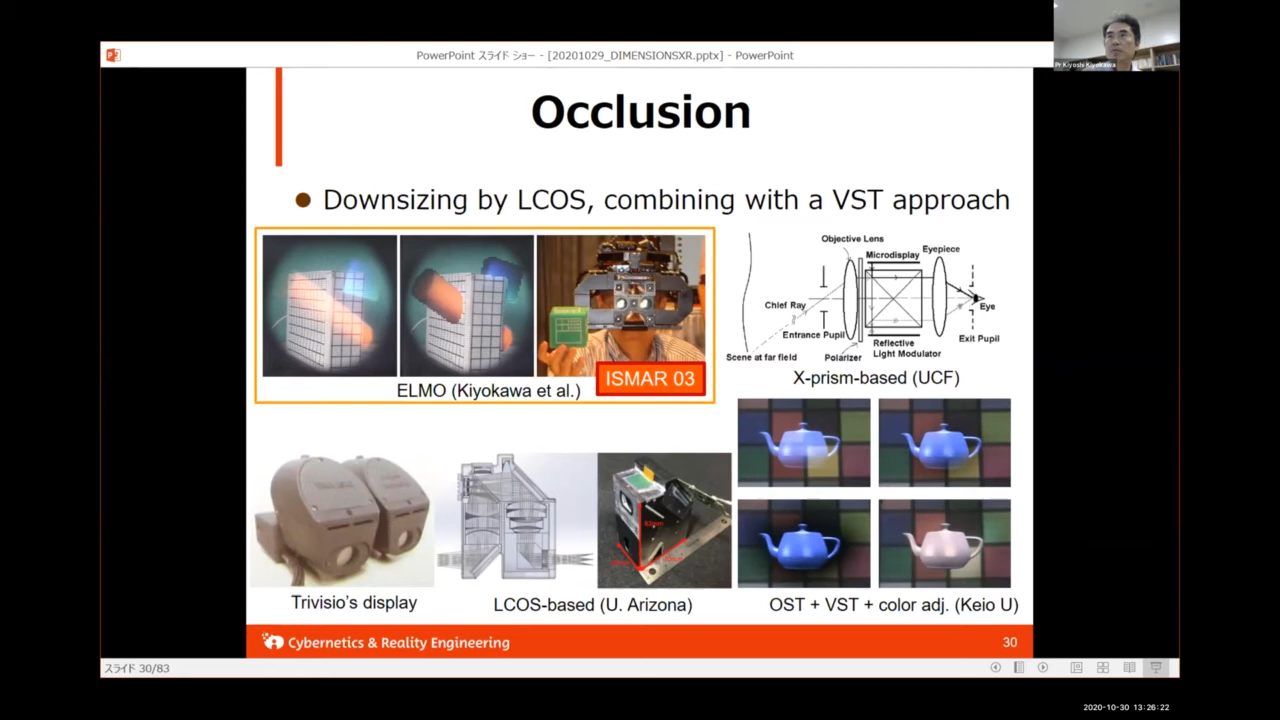 PowerPoint スライド ショー - [20201029_DIMENSIONSXR.pptx] - PowerPoint
Pr Kiyoshi Kiyokawa
Occlusion
Downsizing by LCOS, combining with a VST approach
ISMAR 03
ELMO (Kiyokawa et al.)
Objective Lens
Microdisplay
Eyepiece
Chief Ray
Eye
Entrance Pupil
Exit Pupil
Reflective
Light Modulator
Scene at far field
Polarizer
X-prism-based (UCF)
Trivisio's display
LCOS-based (U. Arizona)
OST + VST + color adj. (Keio U)
Cybernetics & Reality Engineering
30
スライド 30/83
2020-10-30 13:26:22